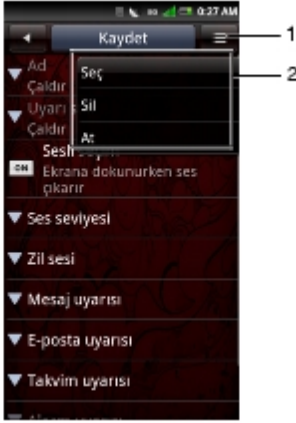 0:27 AM
Kaydet
1
Ad
Seç
2
Çaldır
Uyarı
Sil
Çaldır
At
Ekrana dokunurken ses
çıkarır
Ses seviyesi
Zil sesi
Mesaj uyarısı
E-posta uyarısı
Takvim uyarısı